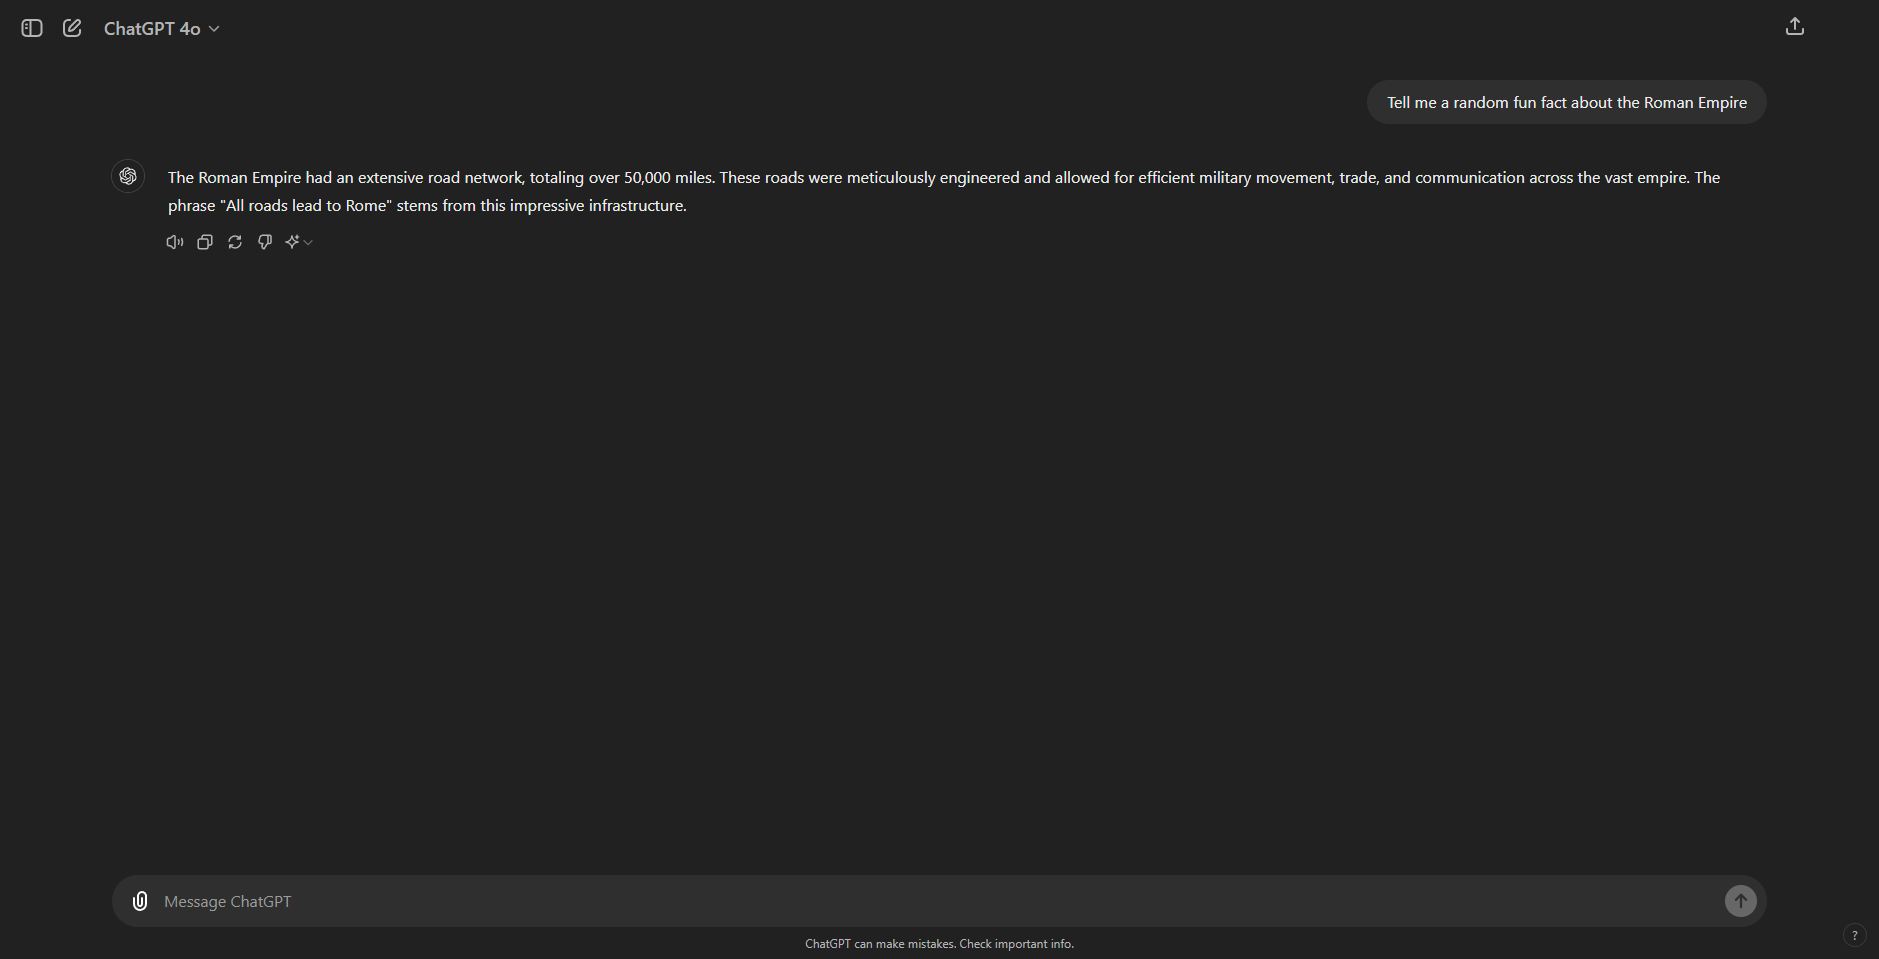 ChatGPT 4o
Tell me a random fun fact about the Roman Empire
The Roman Empire had an extensive road network, totaling over 50,000 miles. These roads were meticulously engineered and allowed for efficient military movement, trade, and communication across the vast empire. The
phrase "All roads lead to Rome" stems from this impressive infrastructure.
Message ChatGPT
ChatGPT can make mistakes. Check important info.
?